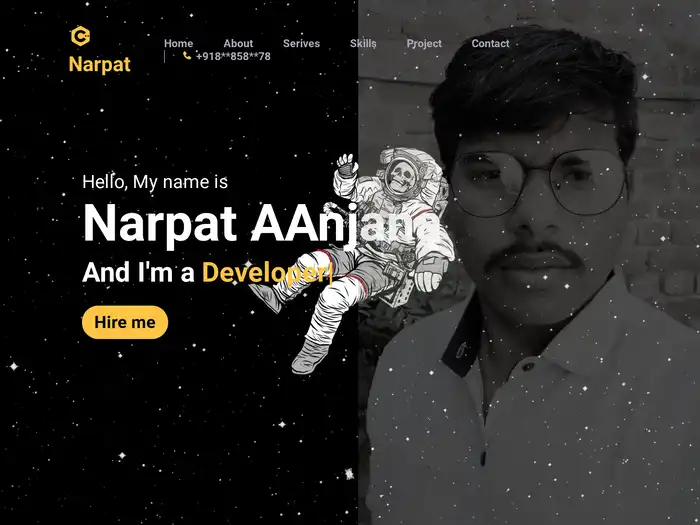 Narpat
Home About Serives Skills Project Contact
+918**858**78
Hello, My name is
Narpat AAnjana
And I'm a Developer
Hire me